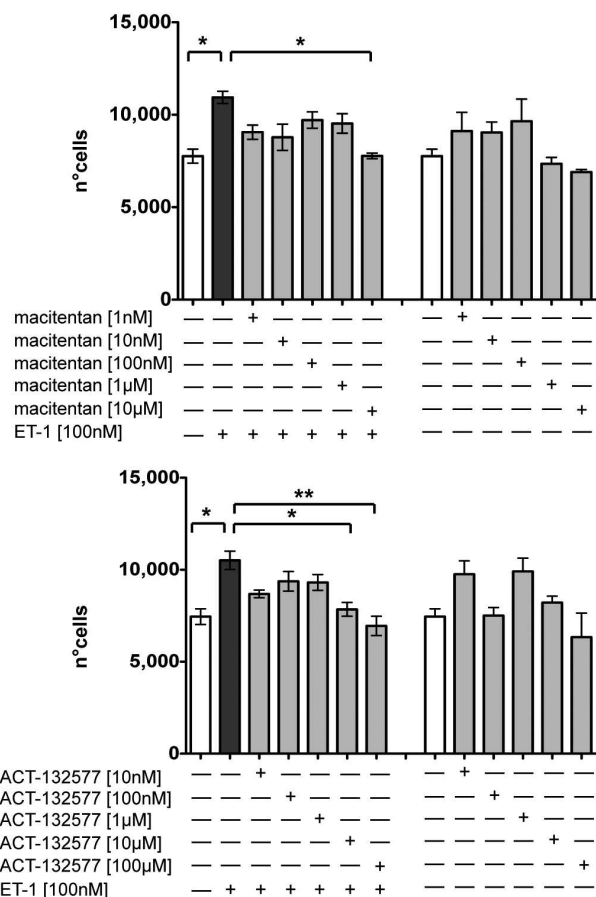 15,000
* *
10,000
n°cells
5,000
0
macitentan [1nM] — — + — — — — — + — — — —
macitentan [10nM] — — — + — — — — — + — — —
macitentan [100nM] — — — — + — — — — — + — —
macitentan [1µM] — — — — — + — — — — — + —
macitentan [10µM] — — — — — — + — — — — — +
ET-1 [100nM] — + + + + + + — — — — — —
15,000
**
* *
10,000
n°cells
5,000
0
ACT-132577 [10nM] — — + — — — — — + — — — —
ACT-132577 [100nM] — — — + — — — — — + — — —
ACT-132577 [1µM] — — — — + — — — — — + — —
ACT-132577 [10µM] — — — — — + — — — — — + —
ACT-132577 [100µM] — — — — — — + — — — — — +
ET-1 [100nM] — + + + + + + — — — — — —